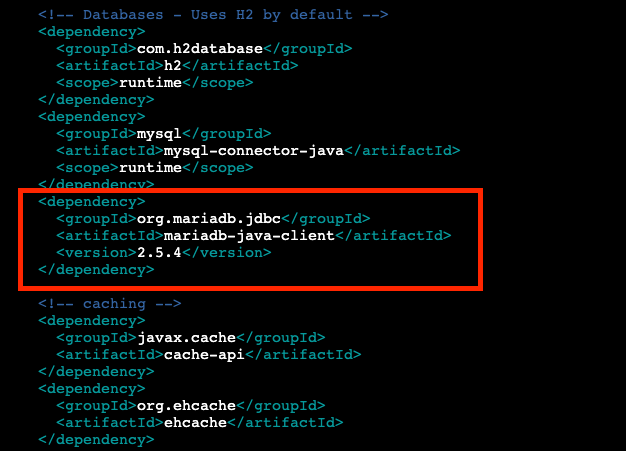 <!-- Databases - Uses H2 by default -->
<dependency>
<groupId>com.h2database</groupId>
<artifactId>h2</artifactId>
<scope>runtime</scope>
</dependency>
<dependency>
<groupId>mysql</groupId>
<artifactId>mysql-connector-java</artifactId>
<scope>runtime</scope>
</dependency>
<dependency>
<groupId>org.mariadb.jdbc</groupId>
<artifactId>mariadb-java-client</artifactId>
<version>2.5.4</version>
</dependency>
<!-- caching -->
<dependency>
<groupId>javax.cache</groupId>
<artifactId>cache-api</artifactId>
</dependency>
<dependency>
<groupId>org.ehcache</groupId>
<artifactId>ehcache</artifactId>
</dependency>